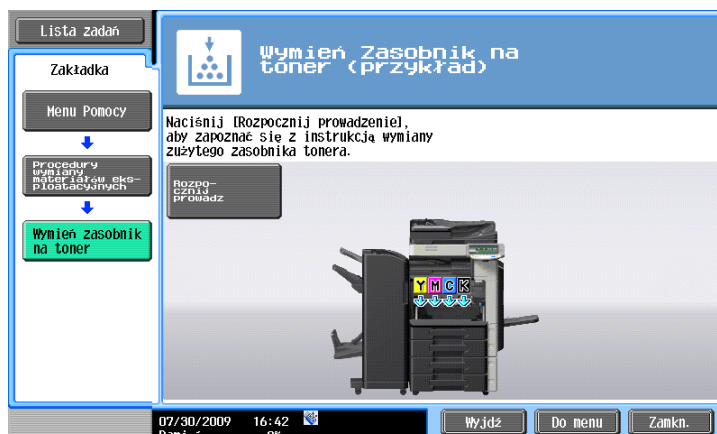 Lista zadań
Zakładka
Menu Pomocy
Procedury
wymiany
materiałów eks-
ploatacyjnych
Wymień zasobnik
na toner
Wymień Zasobnik na
toner (przykład)
Naciśnij [Rozpocznij prowadzenie],
aby zapoznać się z instrukcją wymiany
zużytego zasobnika tonera.
Rozpo-
cznij
prowadz
Y M C K
07/30/2009 16:42
Wyjdź
Do menu
Zamkn.